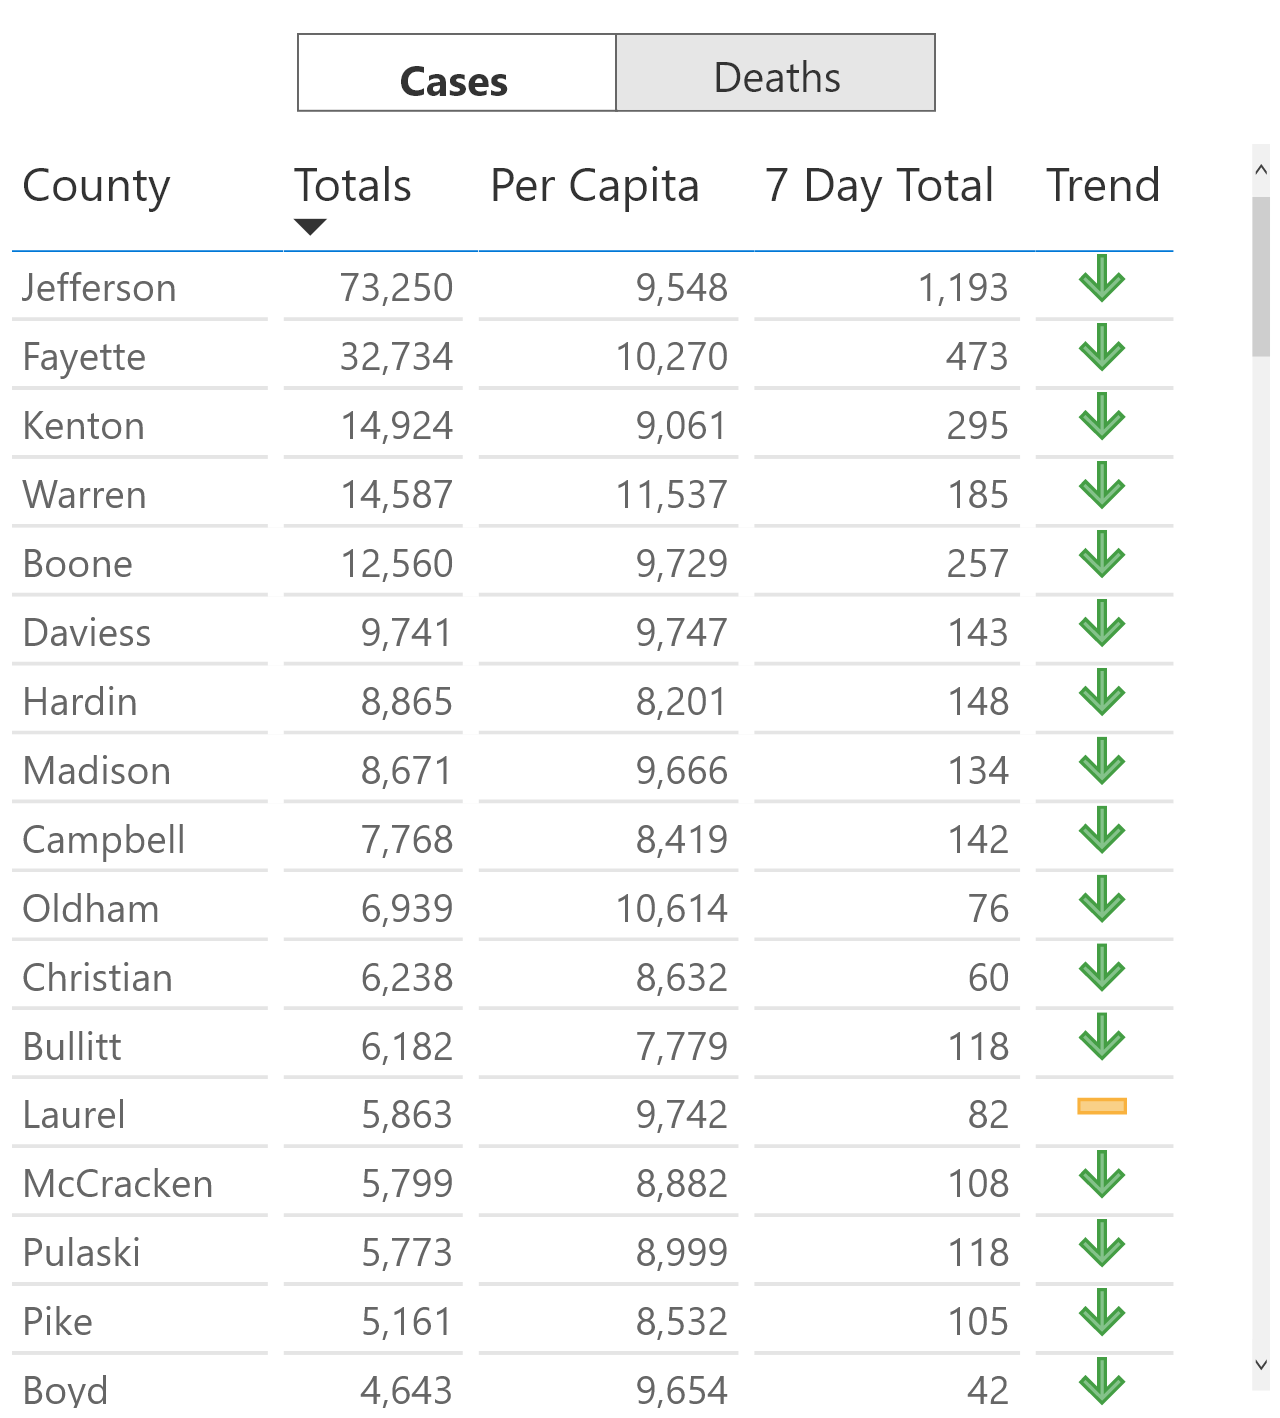 Cases Deaths
County Totals Per Capita 7 Day Total Trend
Jefferson 73,250 9,548 1,193
Fayette 32,734 10,270 473
Kenton 14,924 9,061 295
Warren 14,587 11,537 185
Boone 12,560 9,729 257
Daviess 9,741 9,747 143
Hardin 8,865 8,201 148
Madison 8,671 9,666 134
Campbell 7,768 8,419 142
Oldham 6,939 10,614 76
Christian 6,238 8,632 60
Bullitt 6,182 7,779 118
Laurel 5,863 9,742 82
McCracken 5,799 8,882 108
Pulaski 5,773 8,999 118
Pike 5,161 8,532 105
Boyd 4,643 9,654 42